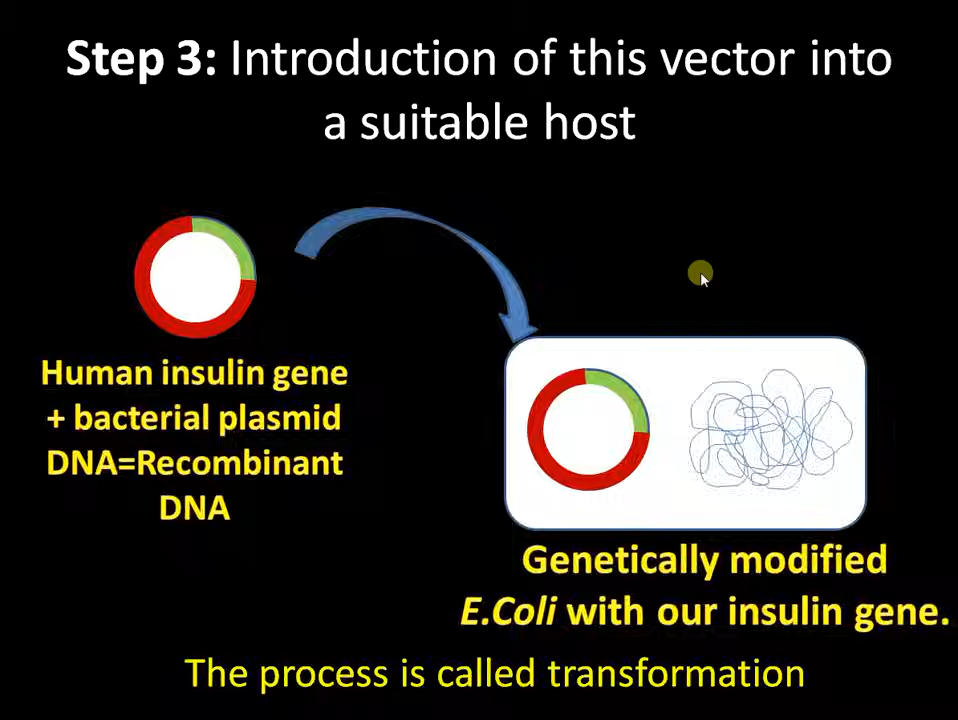 Step 3: Introduction of this vector into
a suitable host
Human insulin gene
+ bacterial plasmid
DNA=Recombinant
DNA
Genetically modified
E.Coli with our insulin gene.
The process is called transformation